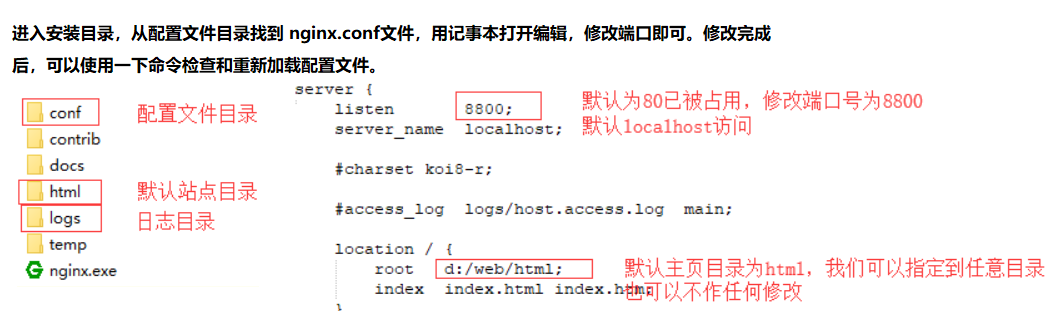 进入安装目录，从配置文件目录找到 nginx.conf文件，用记事本打开编辑，修改端口即可。修改完成
后，可以使用一下命令检查和重新加载配置文件。
conf
配置文件目录
contrib
docs
html
默认站点目录
logs
日志目录
temp
nginx.exe
server {
listen 8800;
默认为80已被占用，修改端口号为8800
server_name localhost;
默认localhost访问
#charset koi8-r;
#access_log logs/host.access.log main;
location / {
root d:/web/html;
默认主页目录为html，我们可以指定到任意目录
index index.html index.htm;
也可以不作任何修改
}